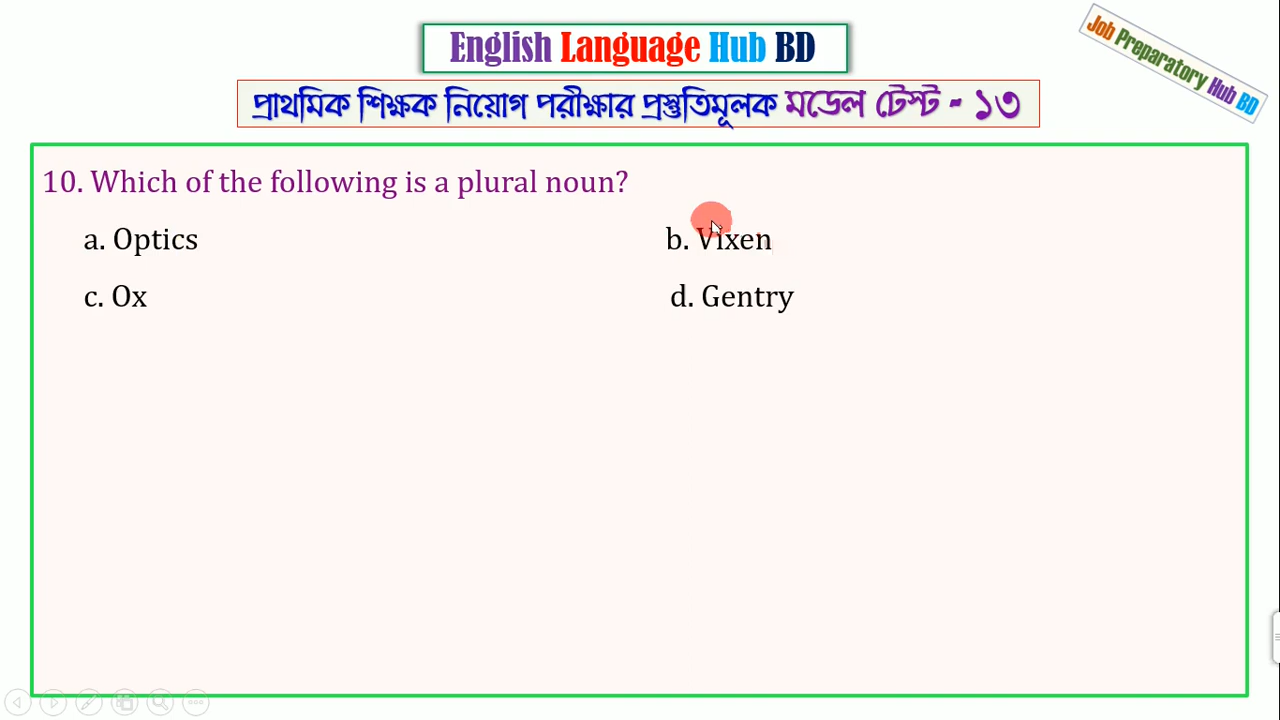 English Language Hub BD
Job Preparatory Hub BD
প্রাথমিক শিক্ষক নিয়োগ পরীক্ষার প্রস্তুতিমূলক মডেল টেস্ট - ১৩
10. Which of the following is a plural noun?
a. Optics b. Vixen
c. Ox d. Gentry